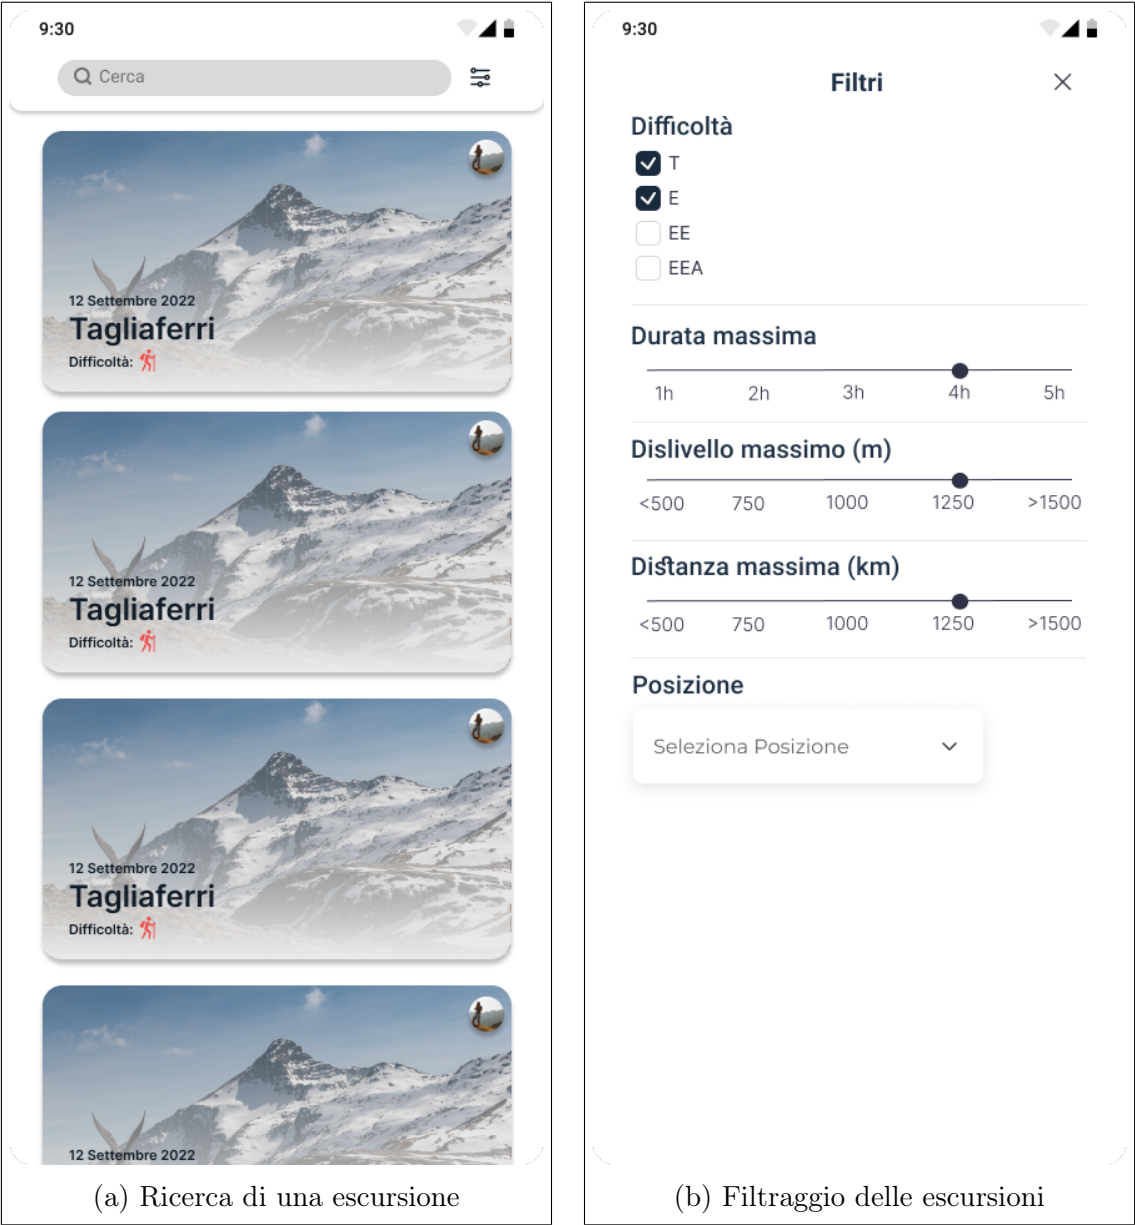 9:30
Cerca
12 Settembre 2022
Tagliaferri
Difficoltà:
12 Settembre 2022
Tagliaferri
Difficoltà:
12 Settembre 2022
Tagliaferri
Difficoltà:
12 Settembre 2022
(a) Ricerca di una escursione
9:30
Filtri
Difficoltà
T
E
EE
EEA
Durata massima
1h 2h 3h 4h 5h
Dislivello massimo (m)
<500 750 1000 1250 >1500
Distanza massima (km)
<500 750 1000 1250 >1500
Posizione
Seleziona Posizione
(b) Filtraggio delle escursioni